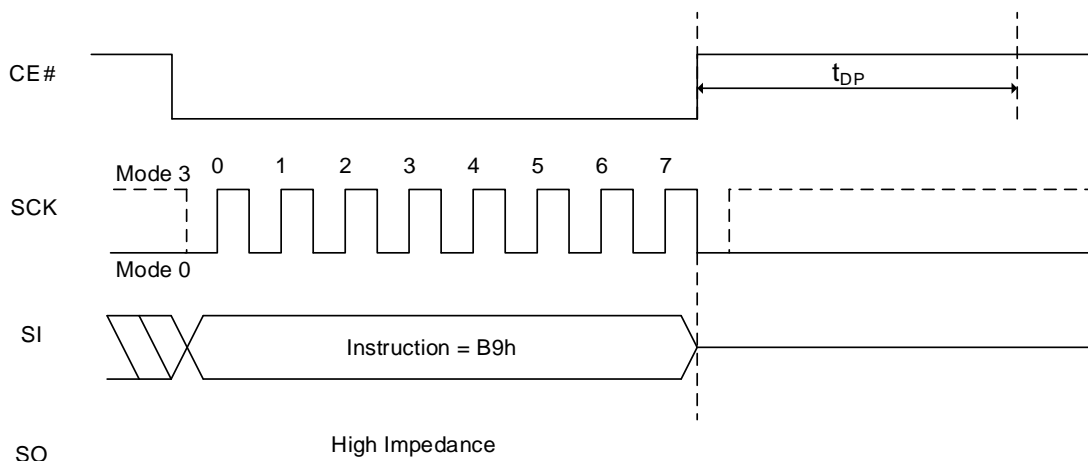 CE#
tDP
Mode 3
0 1 2 3 4 5 6 7
SCK
Mode 0
SI
Instruction = B9h
High Impedance
SO